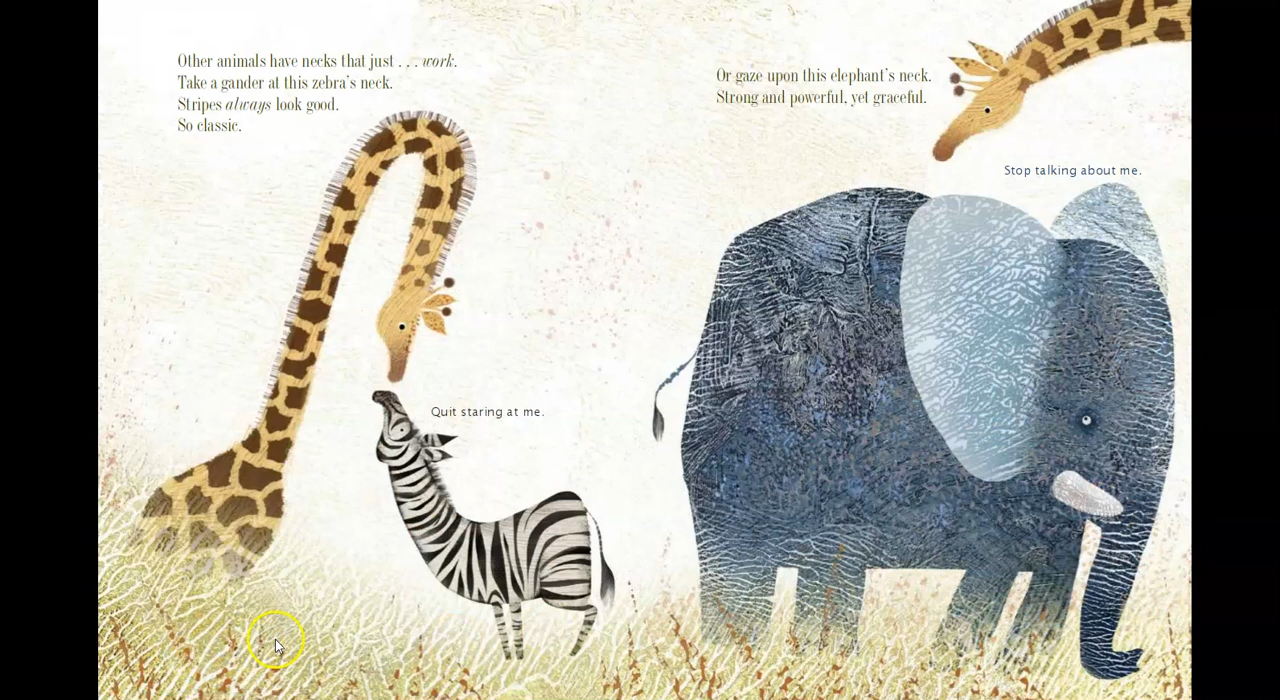 Other animals have necks that just . . . work.
Take a gander at this zebra's neck.
Stripes always look good.
So classic.
Quit staring at me.
Or gaze upon this elephant's neck.
Strong and powerful, yet graceful.
Stop talking about me.